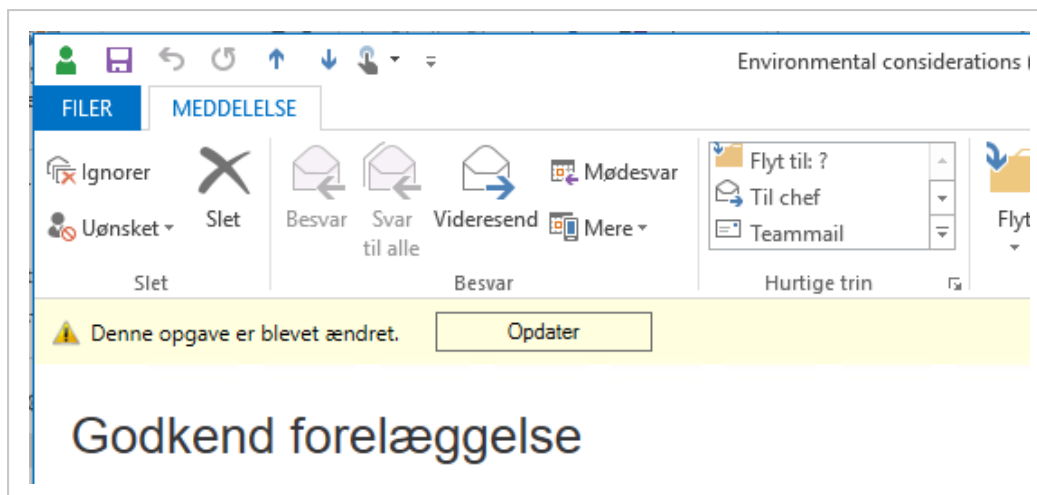 Environmental considerations (
FILER MEDDELELSE
Ignorer
Uønsket
Slet
Slet
Besvar
Svar til alle
Videresend
Mødesvar
Mere
Besvar
Flyt til: ?
Til chef
Teammail
Hurtige trin
Flyt
Denne opgave er blevet ændret. Opdater
Godkend forelæggelse